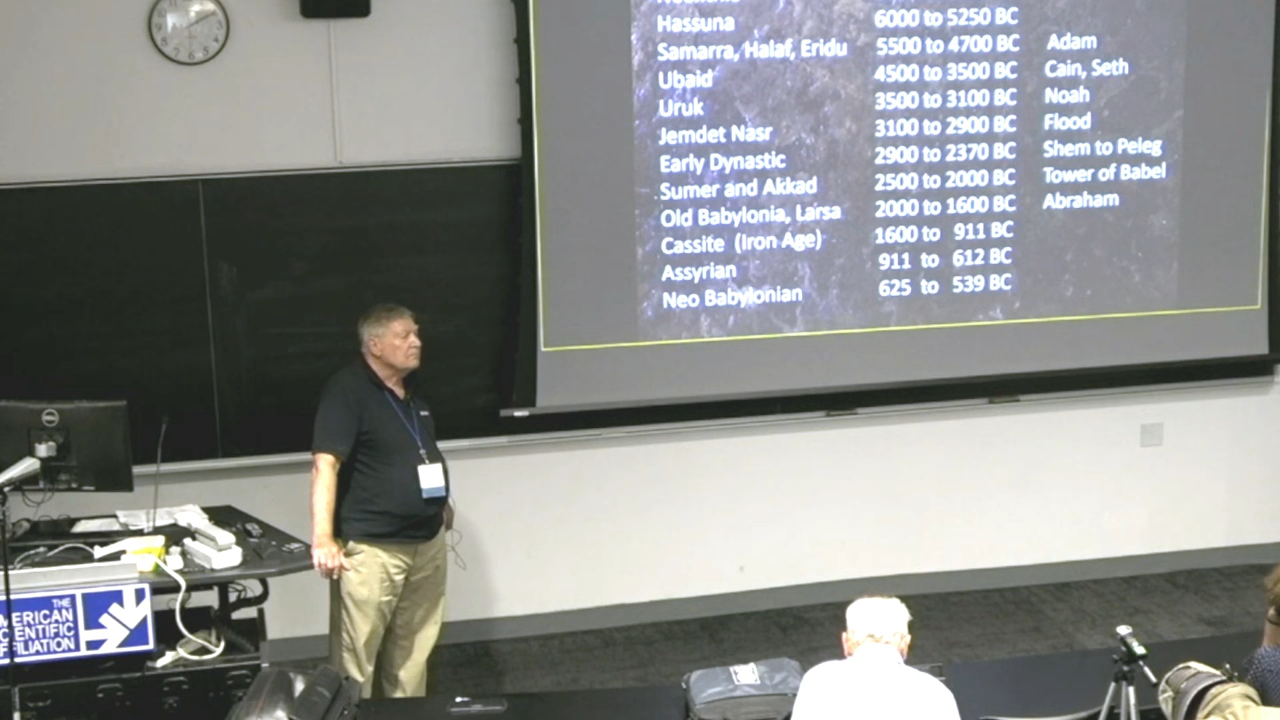 Hassuna 6000 to 5250 BC
Samarra, Halaf, Eridu 5500 to 4700 BC Adam
Ubaid 4500 to 3500 BC Cain, Seth
Uruk 3500 to 3100 BC Noah
Jemdet Nasr 3100 to 2900 BC Flood
Early Dynastic 2900 to 2370 BC Shem to Peleg
Sumer and Akkad 2500 to 2000 BC Tower of Babel
Old Babylonia, Larsa 2000 to 1600 BC Abraham
Cassite (Iron Age) 1600 to 911 BC
Assyrian 911 to 612 BC
Neo Babylonian 625 to 539 BC
DELL
THE
MERICAN
CIENTIFIC
FFILIATION